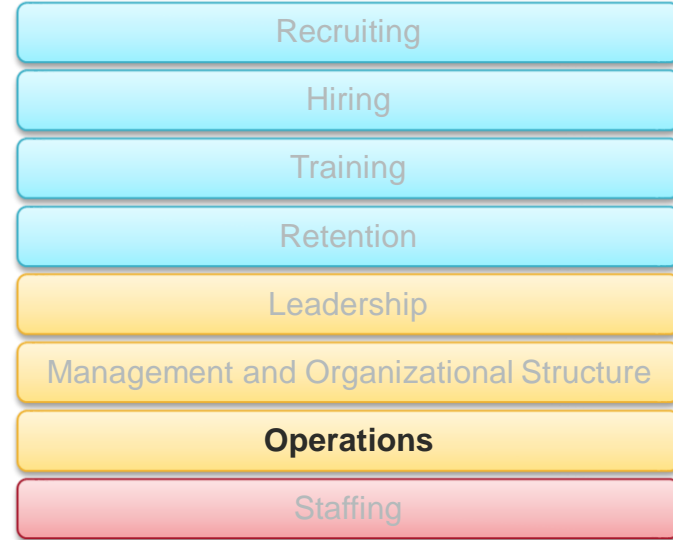 Recruiting
Hiring
Training
Retention
Leadership
Management and Organizational Structure
Operations
Staffing